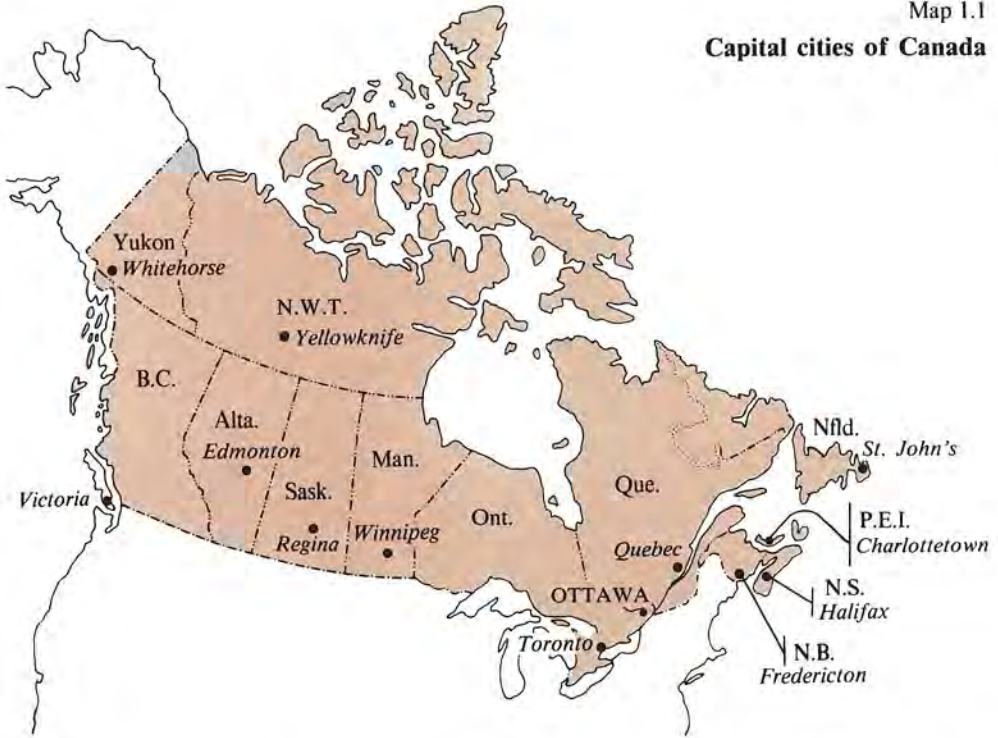 Map 1.1
Capital cities of Canada
Yukon
Whitehorse
N.W.T.
Yellowknife
B.C.
Alta.
Edmonton
Sask.
Regina
Man.
Winnipeg
Victoria
Ont.
Que.
Quebec
OTTAWA
Toronto
Nfld.
St. John's
P.E.I.
Charlottetown
N.S.
Halifax
N.B.
Fredericton